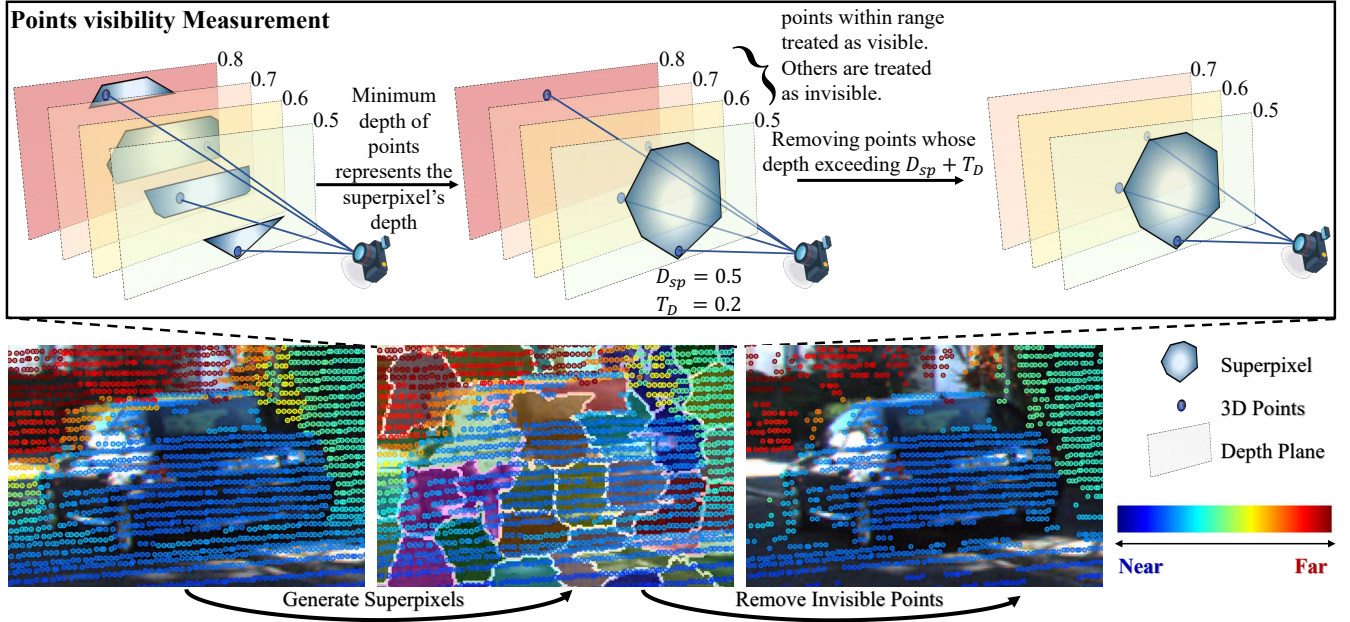 Points visibility Measurement
0.8
0.7
0.6
0.5
Minimum
depth of
points
represents the
superpixel's
depth
0.8
0.7
0.6
0.5
D_sp = 0.5
T_D = 0.2
points within range
treated as visible.
Others are treated
as invisible.
Removing points whose
depth exceeding D_sp + T_D
0.7
0.6
0.5
Superpixel
3D Points
Depth Plane
Near
Far
Generate Superpixels
Remove Invisible Points